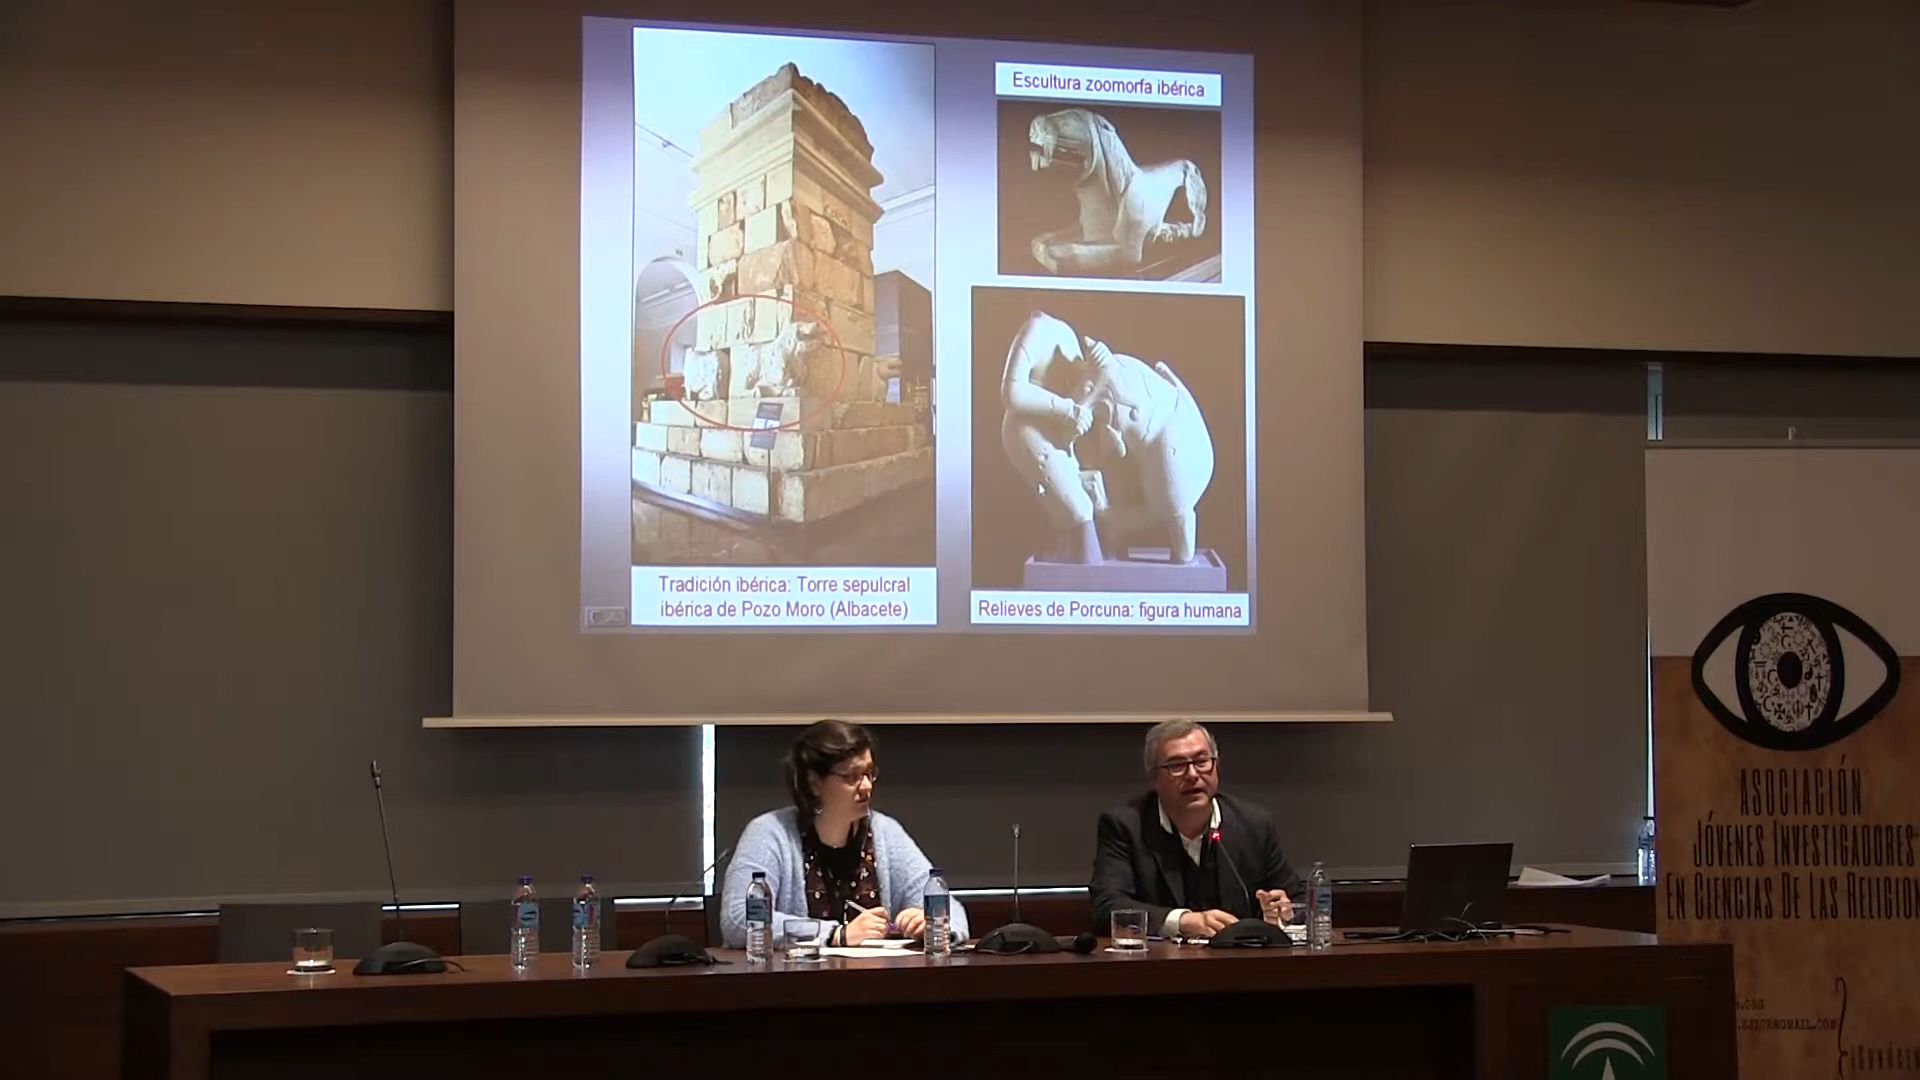 Escultura zoomorfa ibérica
Tradición ibérica: Torre sepulcral
ibérica de Pozo Moro (Albacete)
Relieves de Porcuna: figura humana
ASOCIACIÓN
JÓVENES INVESTIGADORES
EN CIENCIAS DE LAS RELIGION